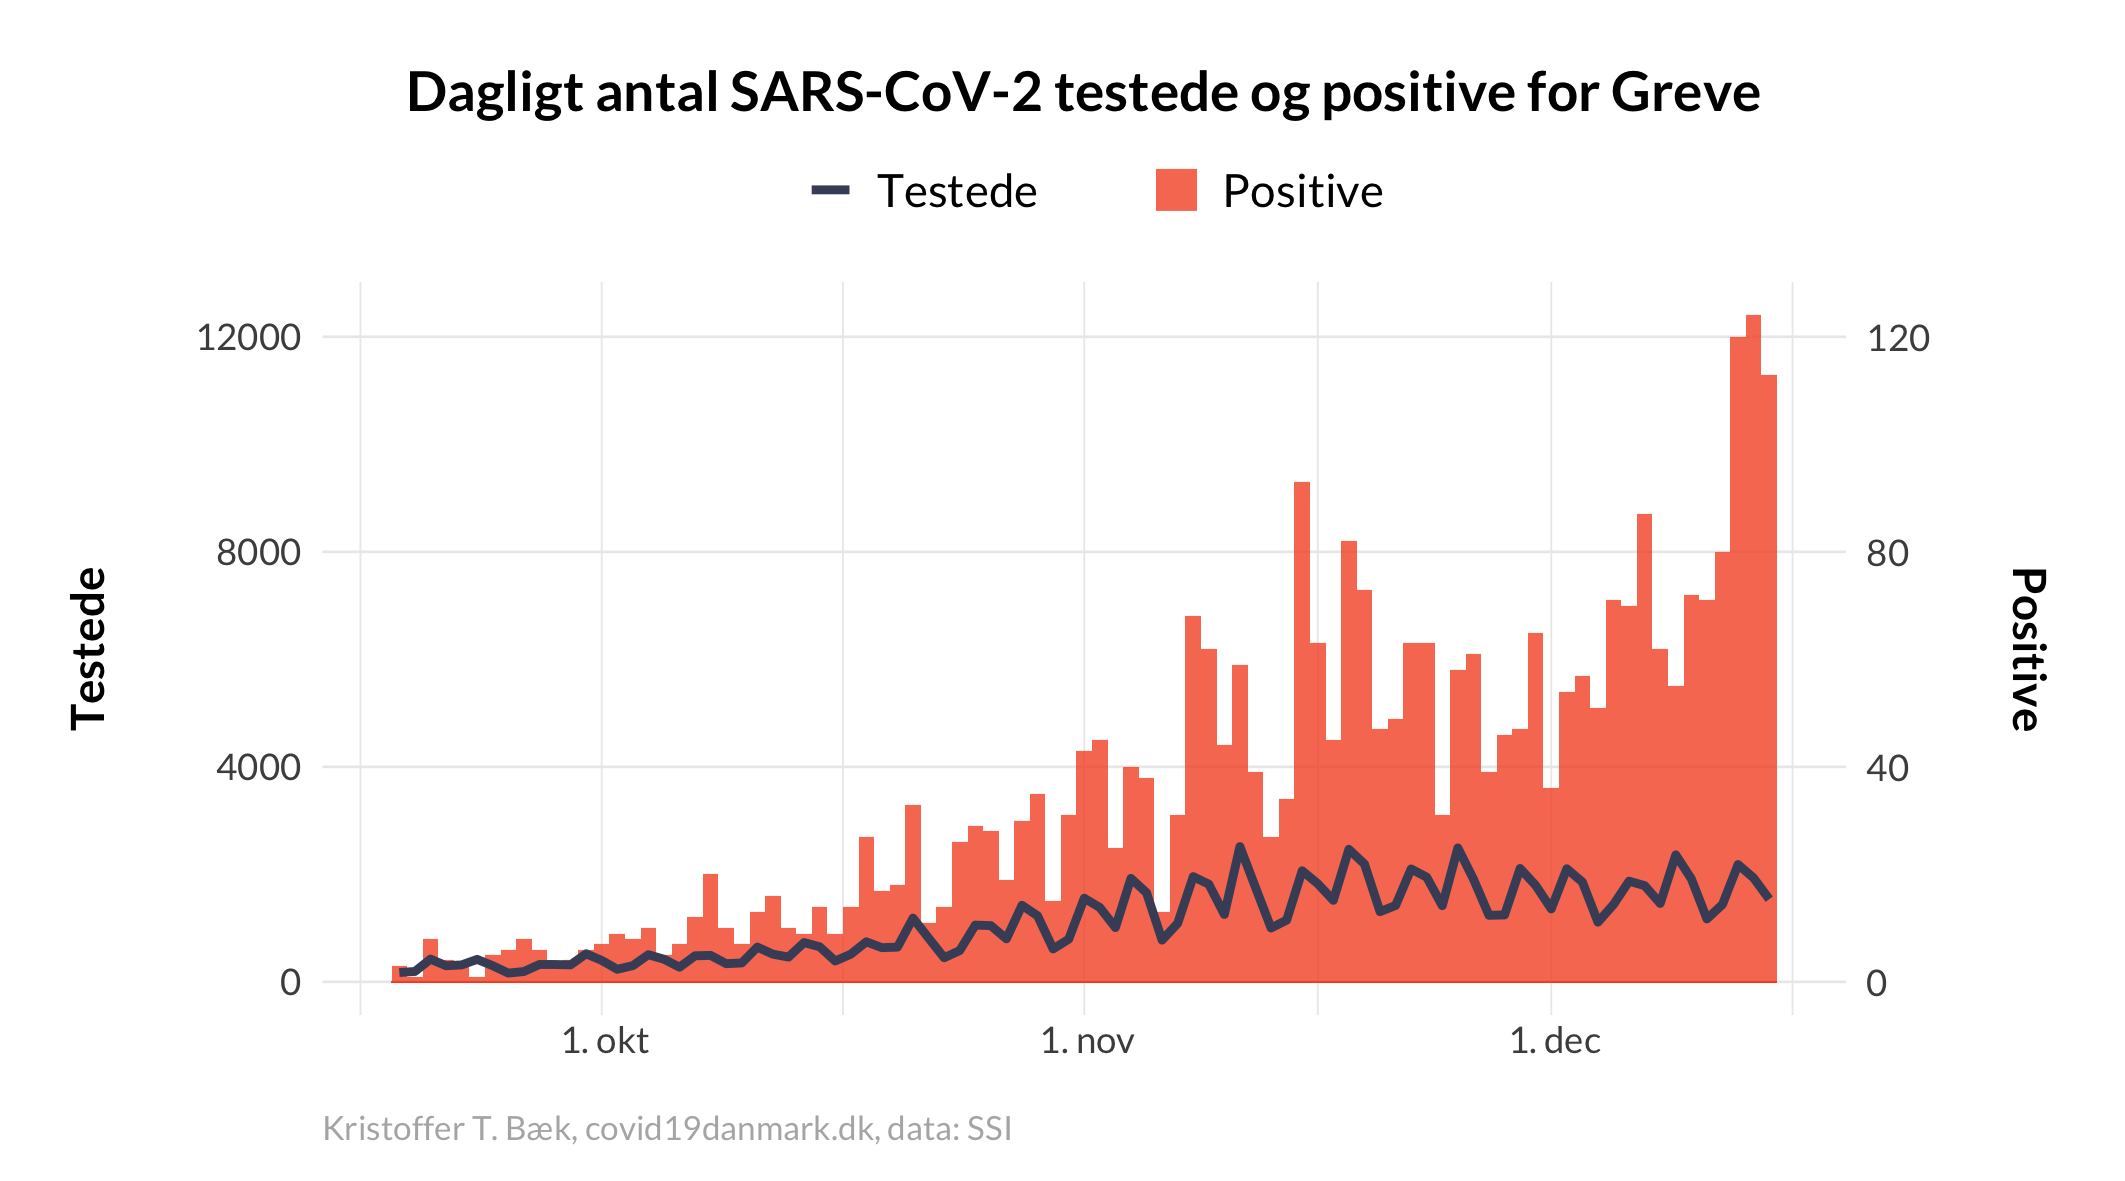 Dagligt antal SARS-CoV-2 testede og positive for Greve
Testede
Positive
12000
8000
4000
0
120
80
40
0
Testede
Positive
1. okt
1. nov
1. dec
Kristoffer T. Bæk, covid19danmark.dk, data: SSI